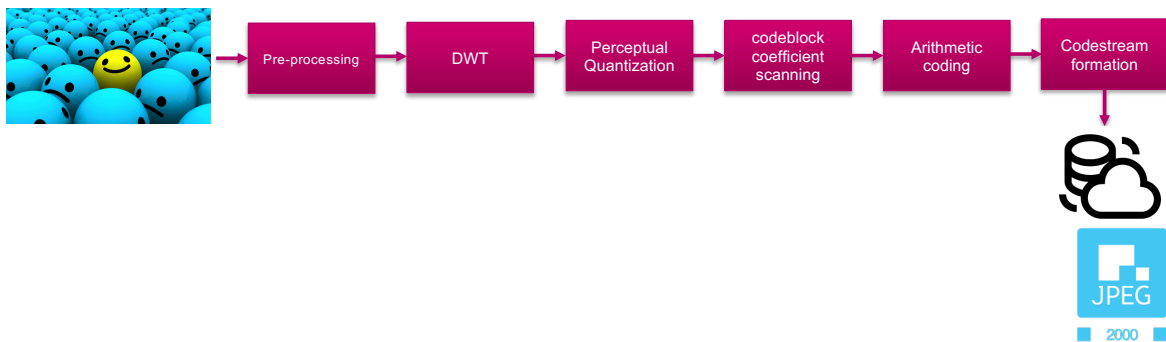 Pre-processing
DWT
Perceptual
Quantization
codeblock
coefficient
scanning
Arithmetic
coding
Codestream
formation
JPEG
2000